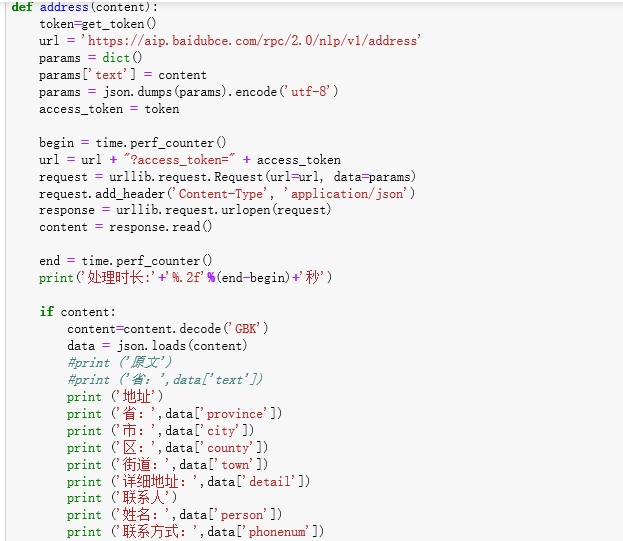 def address(content):
    token=get_token()
    url = 'https://aip.baidubce.com/rpc/2.0/nlp/v1/address'
    params = dict()
    params['text'] = content
    params = json.dumps(params).encode('utf-8')
    access_token = token

    begin = time.perf_counter()
    url = url + "?access_token=" + access_token
    request = urllib.request.Request(url=url, data=params)
    request.add_header('Content-Type', 'application/json')
    response = urllib.request.urlopen(request)
    content = response.read()

    end = time.perf_counter()
    print('处理时长:'+'%.2f'%(end-begin)+'秒')

    if content:
        content=content.decode('GBK')
        data = json.loads(content)
        #print ('原文')
        #print ('省：',data['text'])
        print ('地址')
        print ('省：',data['province'])
        print ('市：',data['city'])
        print ('区：',data['county'])
        print ('街道：',data['town'])
        print ('详细地址：',data['detail'])
        print ('联系人')
        print ('姓名：',data['person'])
        print ('联系方式：',data['phonenum'])